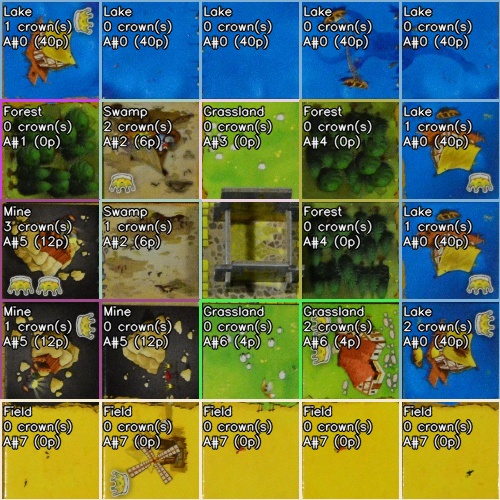 Lake
1 crown(s)
A#0 (40p)
Lake
0 crown(s)
A#0 (40p)
Lake
0 crown(s)
A#0 (40p)
Lake
0 crown(s)
A#0 (40p)
Lake
0 crown(s)
A#0 (40p)
Forest
0 crown(s)
A#1 (0p)
Swamp
2 crown(s)
A#2 (6p)
Grassland
0 crown(s)
A#3 (0p)
Forest
0 crown(s)
A#4 (0p)
Lake
1 crown(s)
A#0 (40p)
Mine
3 crown(s)
A#5 (12p)
Swamp
1 crown(s)
A#2 (6p)
Forest
0 crown(s)
A#4 (0p)
Lake
1 crown(s)
A#0 (40p)
Mine
1 crown(s)
A#5 (12p)
Mine
0 crown(s)
A#5 (12p)
Grassland
0 crown(s)
A#6 (4p)
Grassland
2 crown(s)
A#6 (4p)
Lake
2 crown(s)
A#0 (40p)
Field
0 crown(s)
A#7 (0p)
Field
0 crown(s)
A#7 (0p)
Field
0 crown(s)
A#7 (0p)
Field
0 crown(s)
A#7 (0p)
Field
0 crown(s)
A#7 (0p)